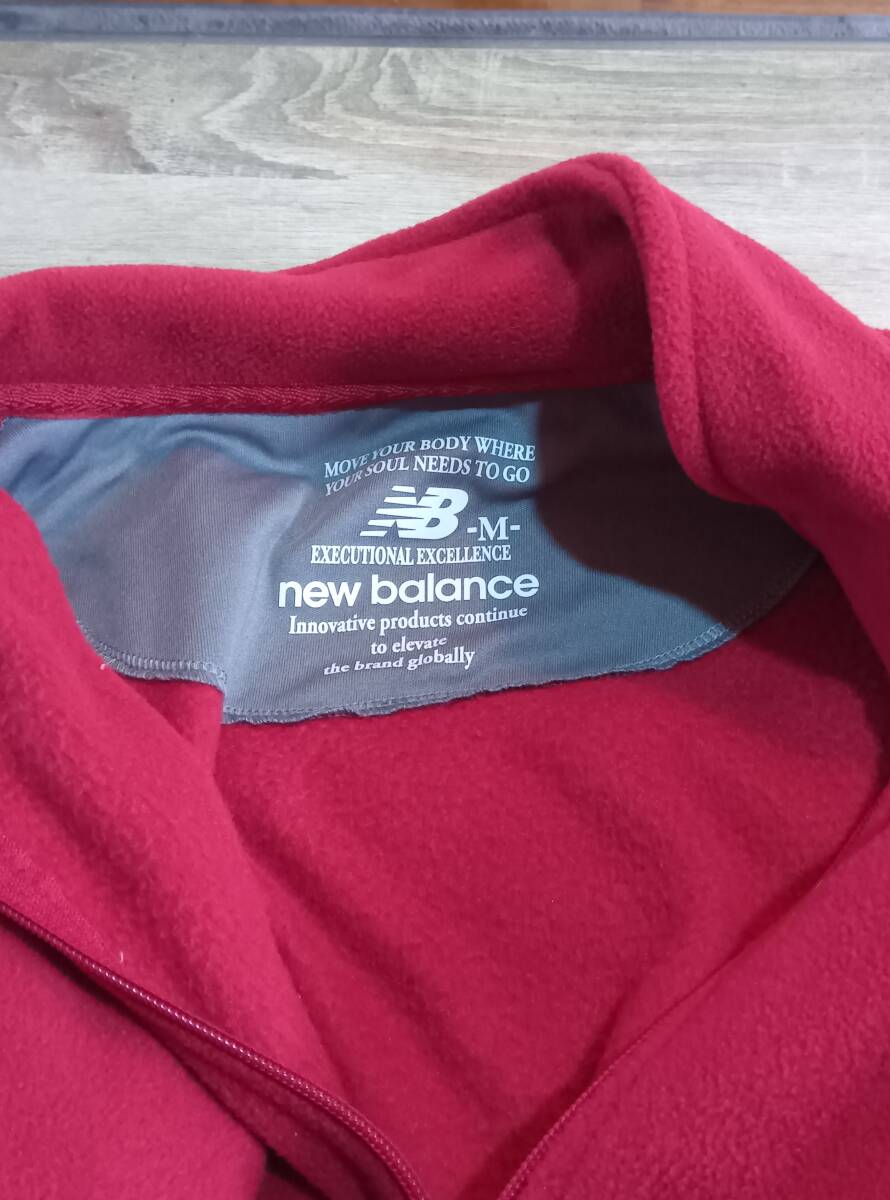 MOVE YOUR BODY WHERE
YOUR SOUL NEEDS TO GO
NB -M-
EXECUTIONAL EXCELLENCE
new balance
Innovative products continue
to elevate
the brand globally